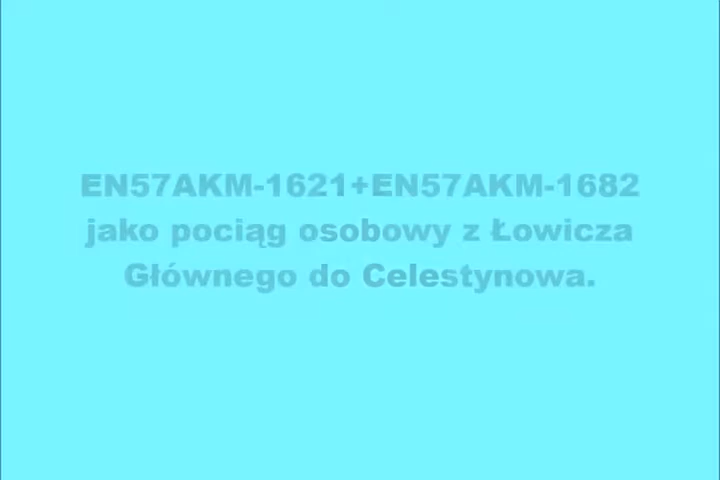 EN57AKM-1621+EN57AKM-1682
jako pociąg osobowy z Łowicza
Głównego do Celestynowa.